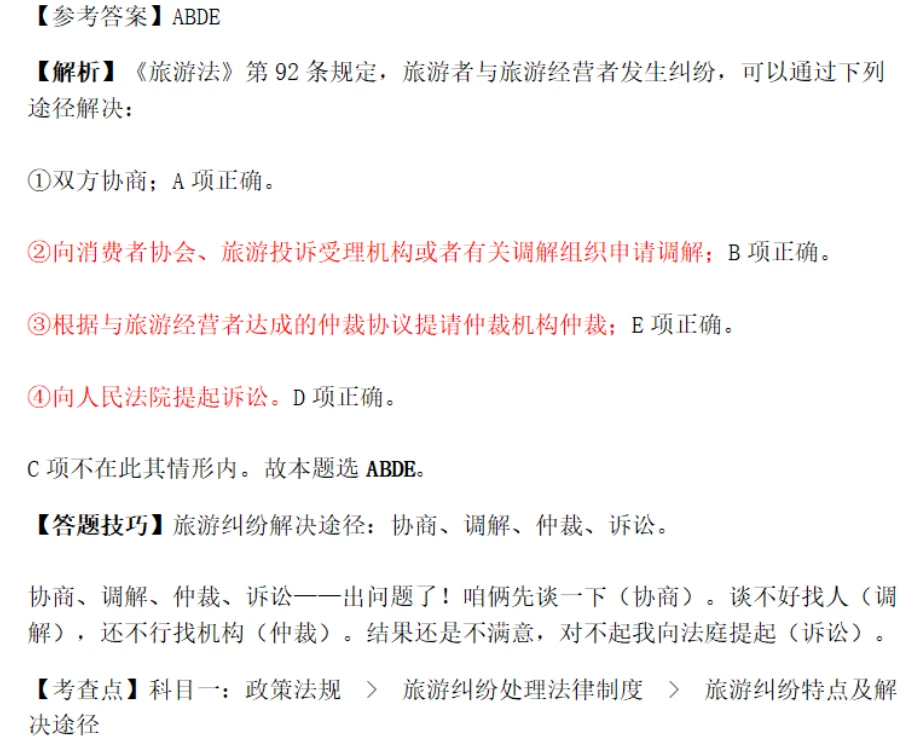 【参考答案】ABDE
【解析】《旅游法》第 92 条规定，旅游者与旅游经营者发生纠纷，可以通过下列
途径解决：
①双方协商；A 项正确。
②向消费者协会、旅游投诉受理机构或者有关调解组织申请调解；B 项正确。
③根据与旅游经营者达成的仲裁协议提请仲裁机构仲裁；E 项正确。
④向人民法院提起诉讼。D 项正确。
C 项不在此其情形内。故本题选 ABDE。
【答题技巧】旅游纠纷解决途径：协商、调解、仲裁、诉讼。
协商、调解、仲裁、诉讼——出问题了！咱俩先谈一下（协商）。谈不好找人（调
解），还不行找机构（仲裁）。结果还是不满意，对不起我向法庭提起（诉讼）。
【考查点】科目一：政策法规 > 旅游纠纷处理法律制度 > 旅游纠纷特点及解
决途径